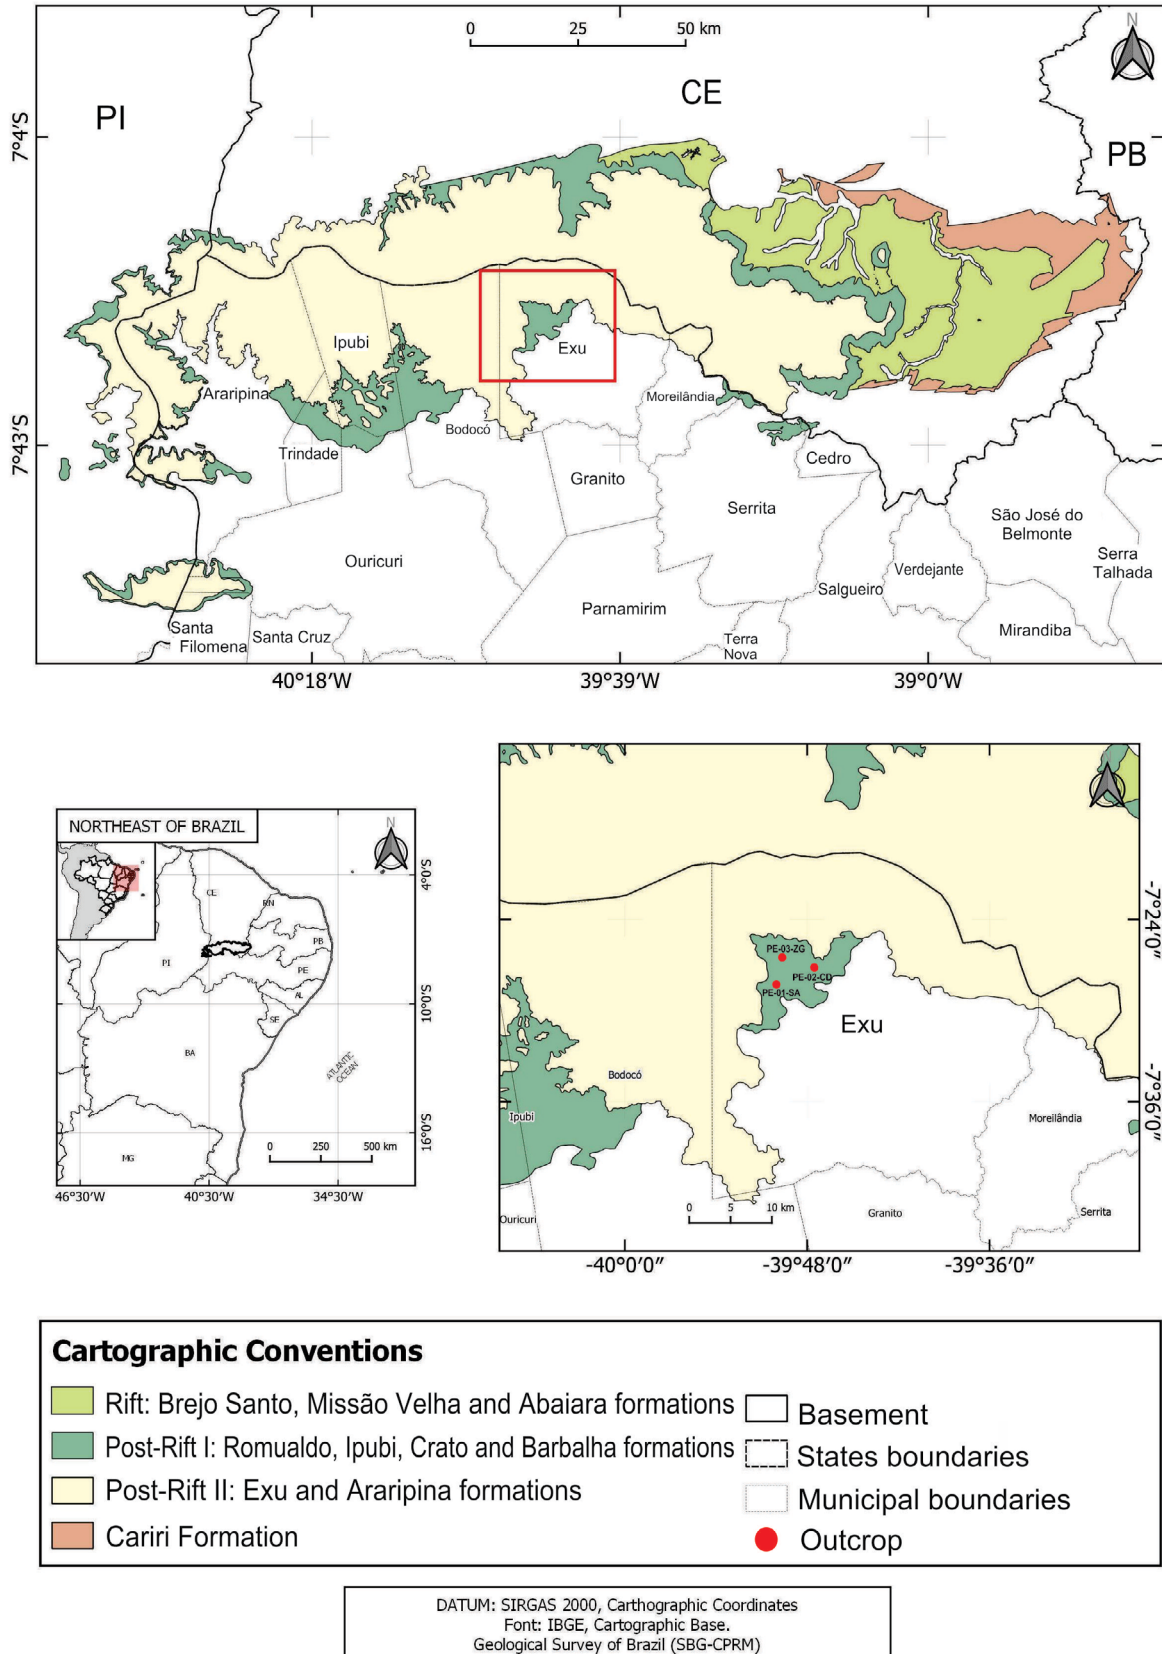 0 25 50 km
N
PI
CE
PB
7°4'S
7°43'S
Ipubi
Exu
Araripina
Moreilândia
Bodocó
Trindade
Cedro
Granito
Serrita
São José do
Belmonte
Ouricuri
Serra
Talhada
Verdejante
Salgueiro
Parnamirim
Santa
Filomena
Santa Cruz
Terra
Nova
Mirandiba
40°18'W
39°39'W
39°0'W
NORTHEAST OF BRAZIL
N
4°0'S
CE
RN
PB
PI
PE
AL
10°0'S
SE
BA
ATLANTIC
OCEAN
0 250 500 km
16°0'S
MG
46°30'W
40°30'W
34°30'W
-7°24'0"
PE-03-ZG
PE-02-CD
PE-01-SA
Exu
Bodocó
Ipubi
-7°36'0"
Moreilândia
0 5 10 km
Ouricuri
Granito
Serrita
-40°0'0"
-39°48'0"
-39°36'0"
Cartographic Conventions
Rift: Brejo Santo, Missão Velha and Abaiara formations
Post-Rift I: Romualdo, Ipubi, Crato and Barbalha formations
Post-Rift II: Exu and Araripina formations
Cariri Formation
Basement
States boundaries
Municipal boundaries
Outcrop
DATUM: SIRGAS 2000, Carthographic Coordinates
Font: IBGE, Cartographic Base.
Geological Survey of Brazil (SBG-CPRM)